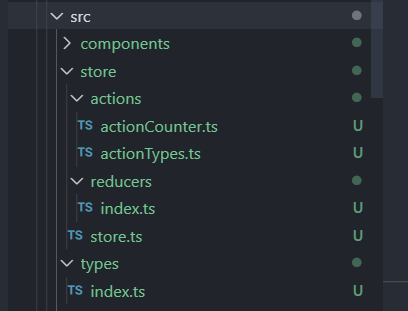 src
components
store
actions
TS actionCounter.ts U
TS actionTypes.ts U
reducers
TS index.ts U
TS store.ts U
types
TS index.ts U